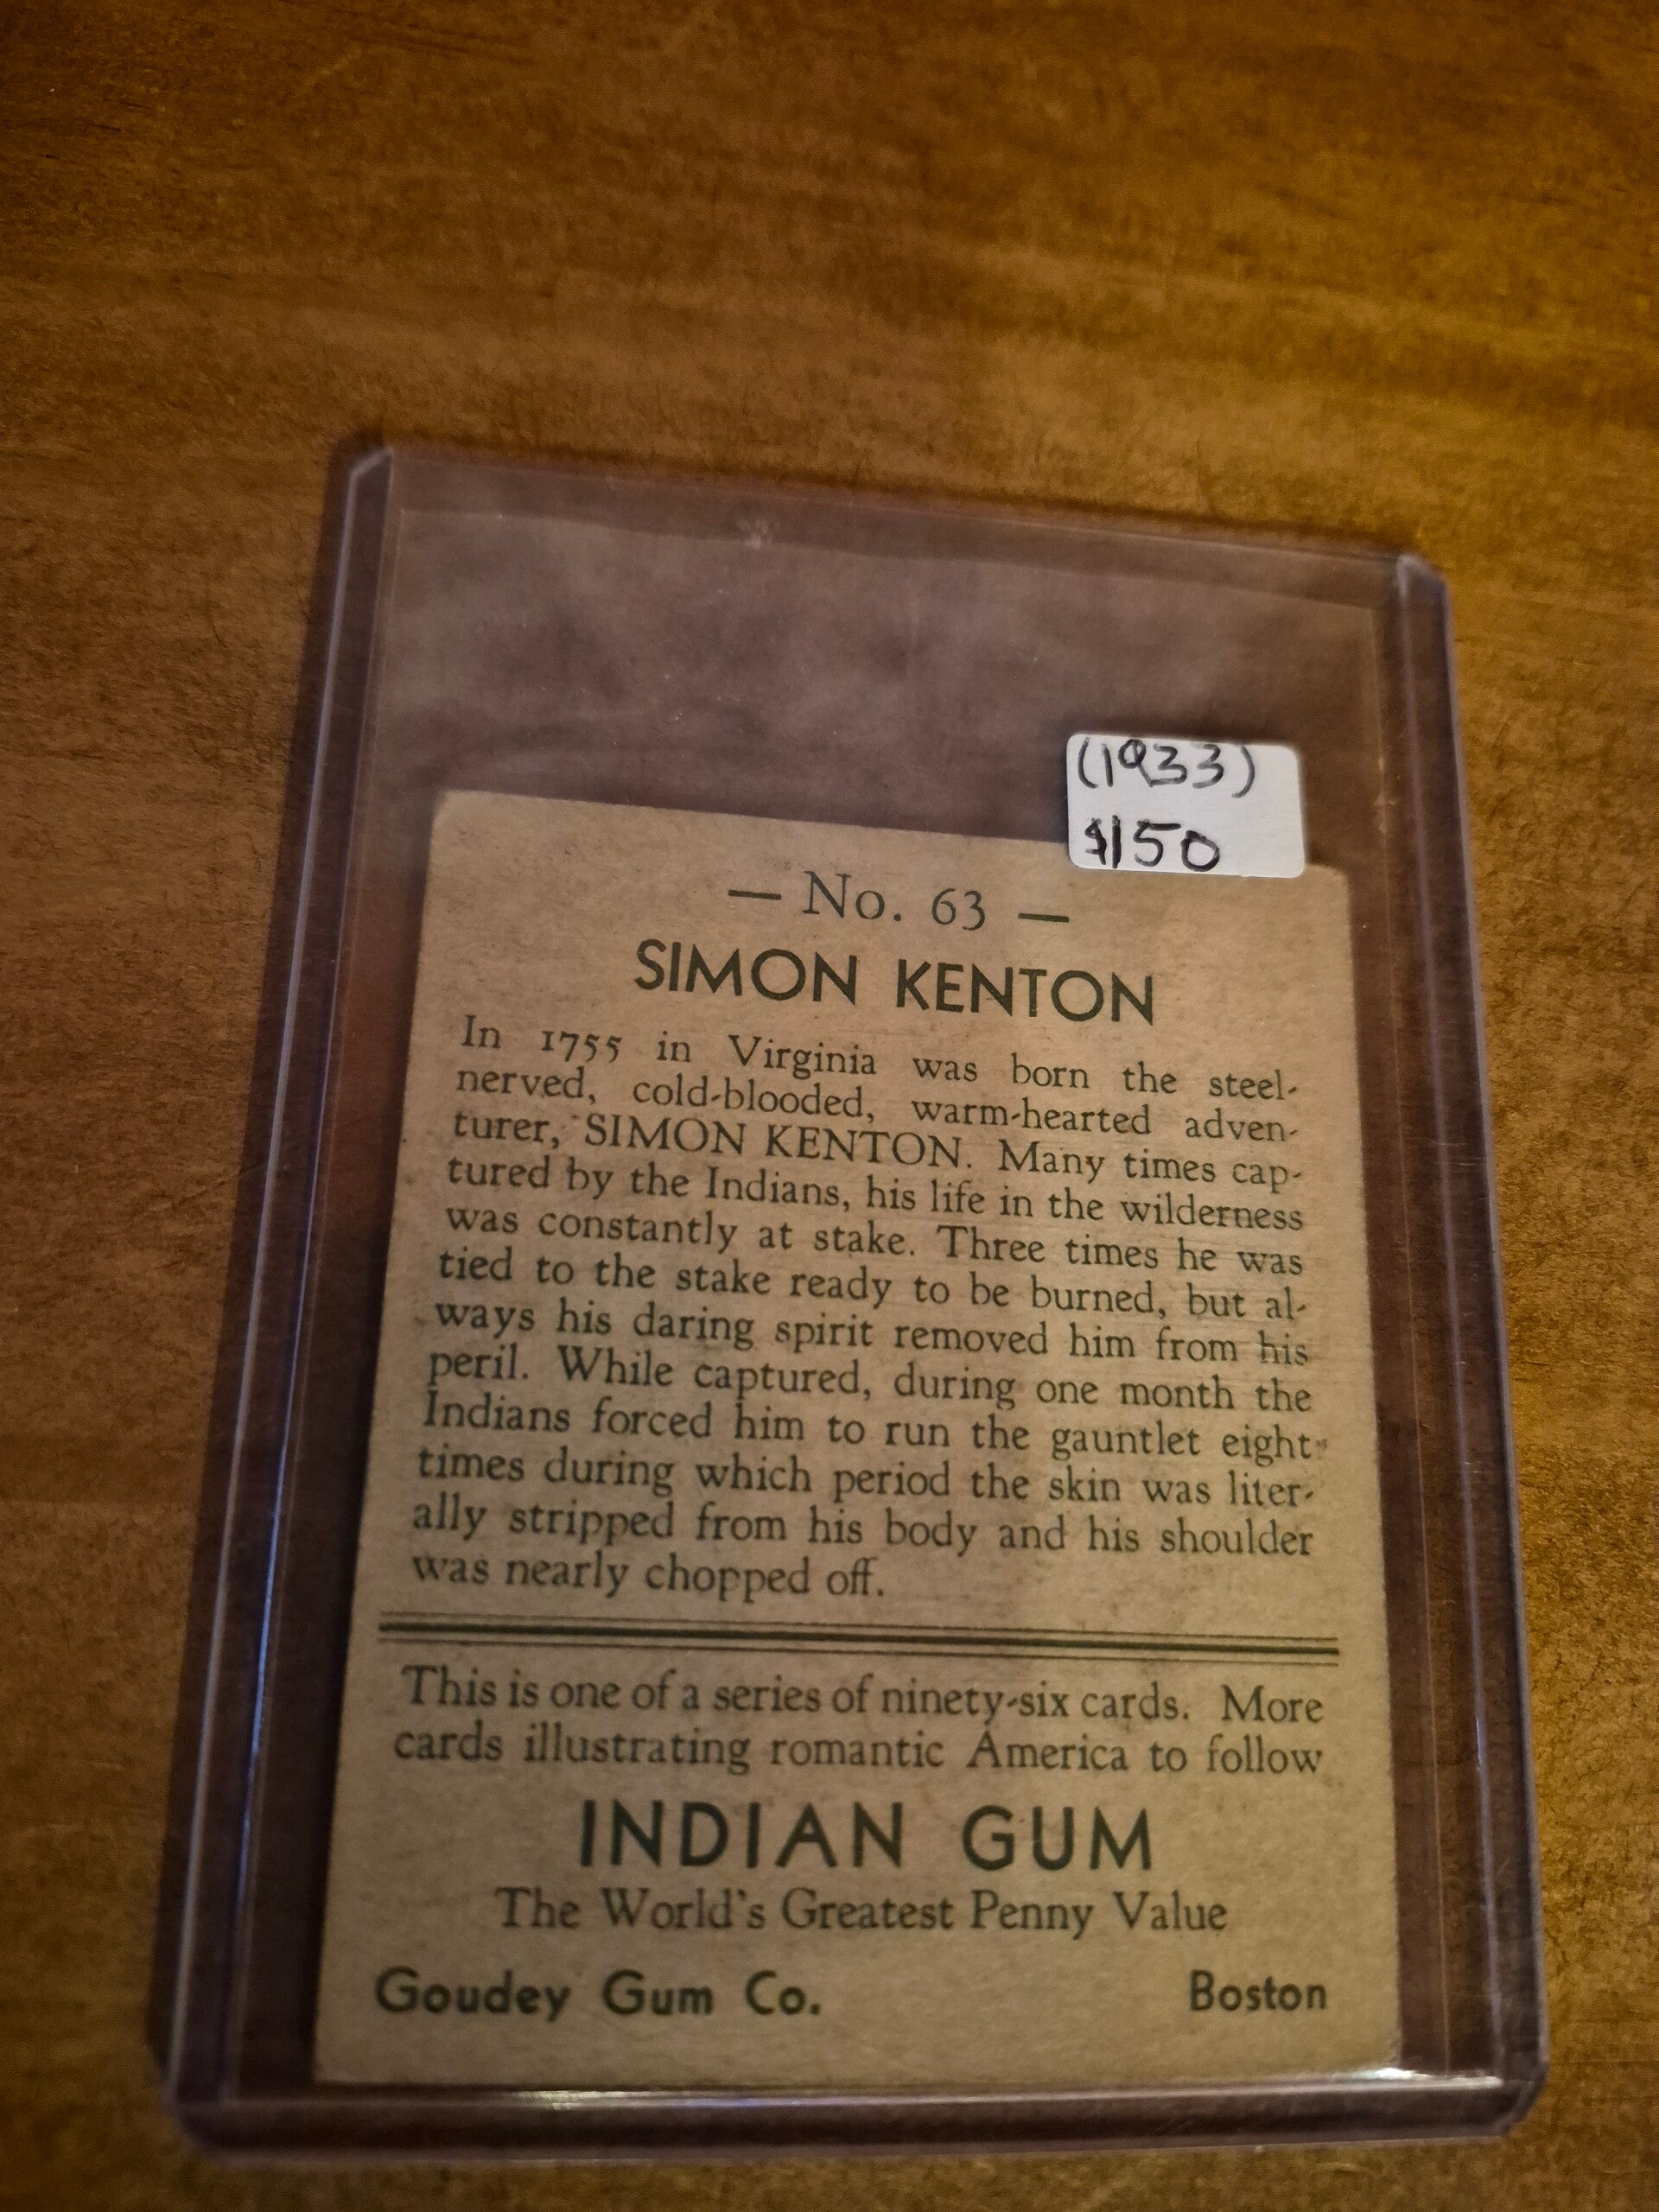 (1933)
$150
— No. 63 —
SIMON KENTON
In 1755 in Virginia was born the steel-
nerved, cold-blooded, warm-hearted adven-
turer, SIMON KENTON. Many times cap-
tured by the Indians, his life in the wilderness
was constantly at stake. Three times he was
tied to the stake ready to be burned, but al-
ways his daring spirit removed him from his
peril. While captured, during one month the
Indians forced him to run the gauntlet eight
times during which period the skin was liter-
ally stripped from his body and his shoulder
was nearly chopped off.
This is one of a series of ninety-six cards. More
cards illustrating romantic America to follow
INDIAN GUM
The World's Greatest Penny Value
Goudey Gum Co. Boston